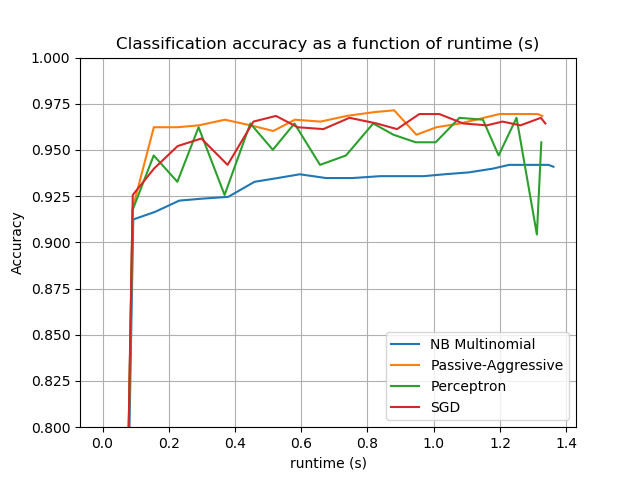 Classification accuracy as a function of runtime (s)
1.000
0.975
0.950
0.925
0.900
0.875
0.850
0.825
0.800
Accuracy
NB Multinomial
Passive-Aggressive
Perceptron
SGD
0.0 0.2 0.4 0.6 0.8 1.0 1.2 1.4
runtime (s)